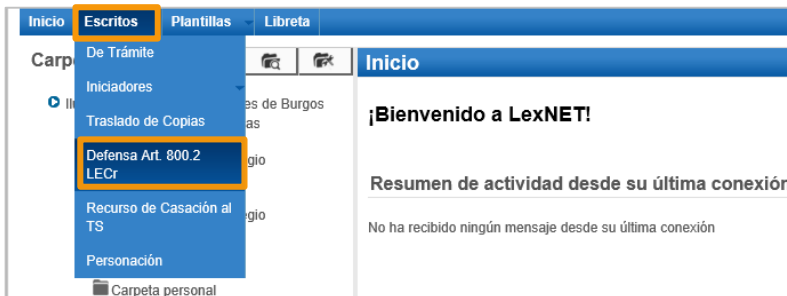 Inicio Escritos Plantillas Libreta
De Trámite
Iniciadores
Traslado de Copias
Defensa Art. 800.2
LECr
Recurso de Casación al
TS
Personación
Carp
es de Burgos
as
gio
gio
Carpeta personal
Inicio
¡Bienvenido a LexNET!
Resumen de actividad desde su última conexión
No ha recibido ningún mensaje desde su última conexión